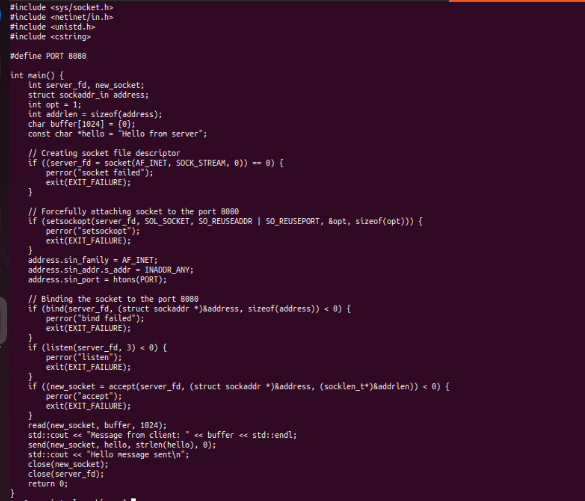 #include <sys/socket.h>
#include <netinet/in.h>
#include <unistd.h>
#include <cstring>

#define PORT 8080

int main() {
    int server_fd, new_socket;
    struct sockaddr_in address;
    int opt = 1;
    int addrlen = sizeof(address);
    char buffer[1024] = {0};
    const char *hello = "Hello from server";

    // Creating socket file descriptor
    if ((server_fd = socket(AF_INET, SOCK_STREAM, 0)) == 0) {
        perror("socket failed");
        exit(EXIT_FAILURE);
    }

    // Forcefully attaching socket to the port 8080
    if (setsockopt(server_fd, SOL_SOCKET, SO_REUSEADDR | SO_REUSEPORT, &opt, sizeof(opt))) {
        perror("setsockopt");
        exit(EXIT_FAILURE);
    }
    address.sin_family = AF_INET;
    address.sin_addr.s_addr = INADDR_ANY;
    address.sin_port = htons(PORT);

    // Binding the socket to the port 8080
    if (bind(server_fd, (struct sockaddr *)&address, sizeof(address)) < 0) {
        perror("bind failed");
        exit(EXIT_FAILURE);
    }
    if (listen(server_fd, 3) < 0) {
        perror("listen");
        exit(EXIT_FAILURE);
    }
    if ((new_socket = accept(server_fd, (struct sockaddr *)&address, (socklen_t*)&addrlen)) < 0) {
        perror("accept");
        exit(EXIT_FAILURE);
    }
    read(new_socket, buffer, 1024);
    std::cout << "Message from client: " << buffer << std::endl;
    send(new_socket, hello, strlen(hello), 0);
    std::cout << "Hello message sent\n";
    close(new_socket);
    close(server_fd);
    return 0;
}